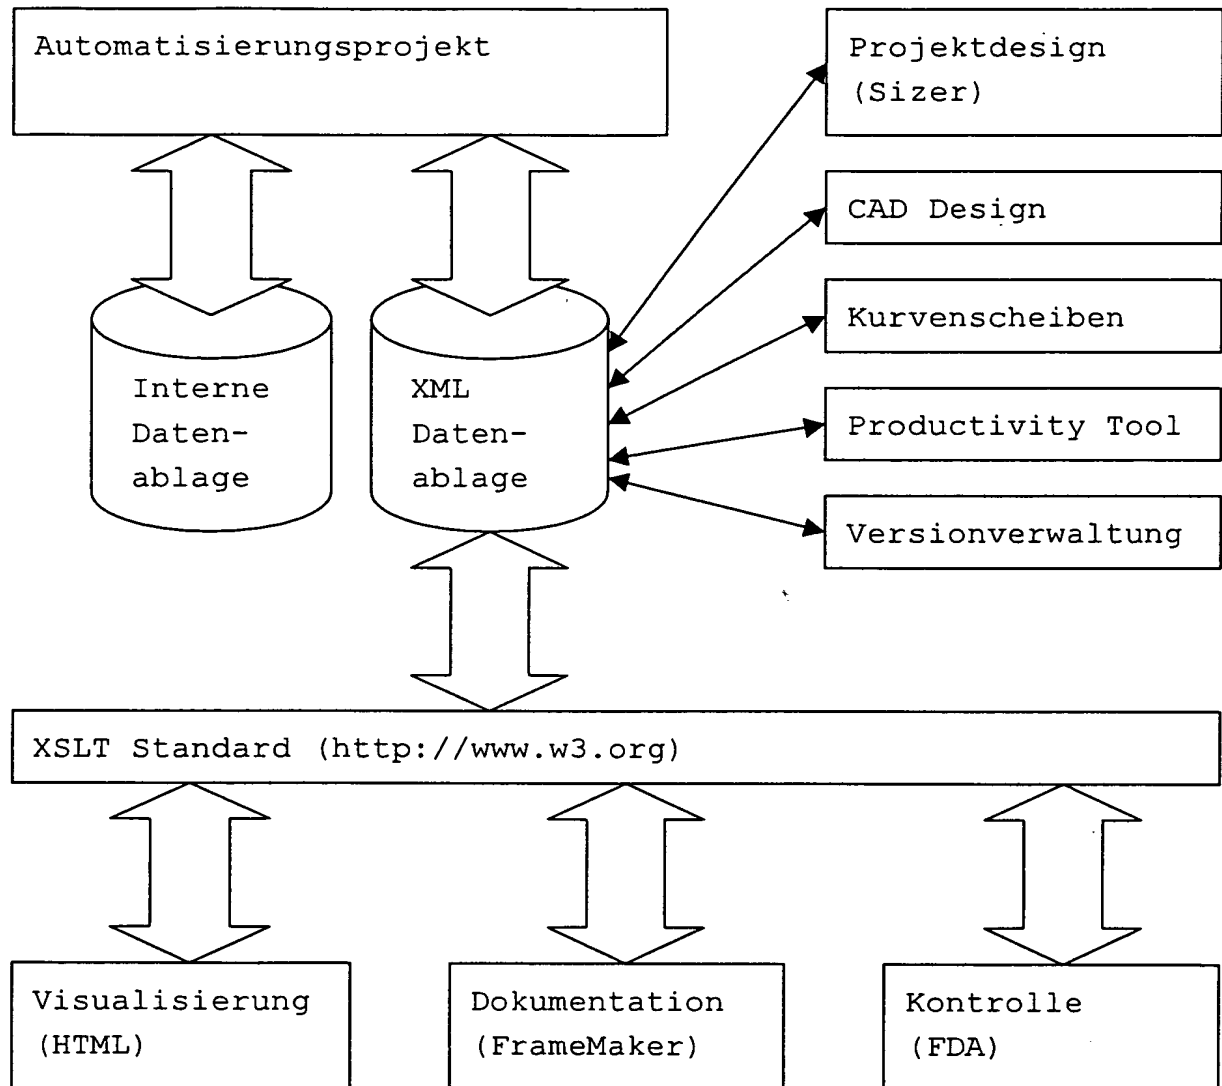 Automatisierungsprojekt
Projektdesign
(Sizer)
CAD Design
Kurvenscheiben
Productivity Tool
Versionverwaltung
Interne
Daten-
ablage
XML
Daten-
ablage
XSLT Standard (http://www.w3.org)
Visualisierung
(HTML)
Dokumentation
(FrameMaker)
Kontrolle
(FDA)